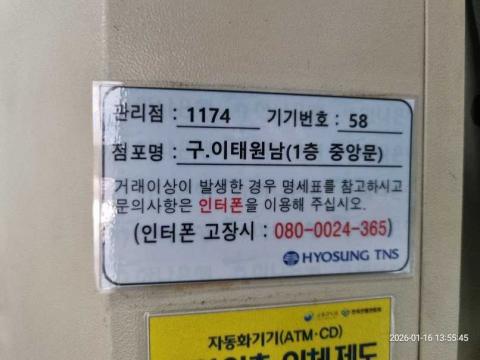 관리점 : 1174 기기번호 : 58
점포명 : 구.이태원남(1층 중앙문)
거래이상이 발생한 경우 명세표를 참고하시고
문의사항은 인터폰을 이용해 주십시오.
(인터폰 고장시 : 080-0024-365)
HYOSUNG TNS
자동화기기(ATM·CD)
2026-01-16 13:55:45